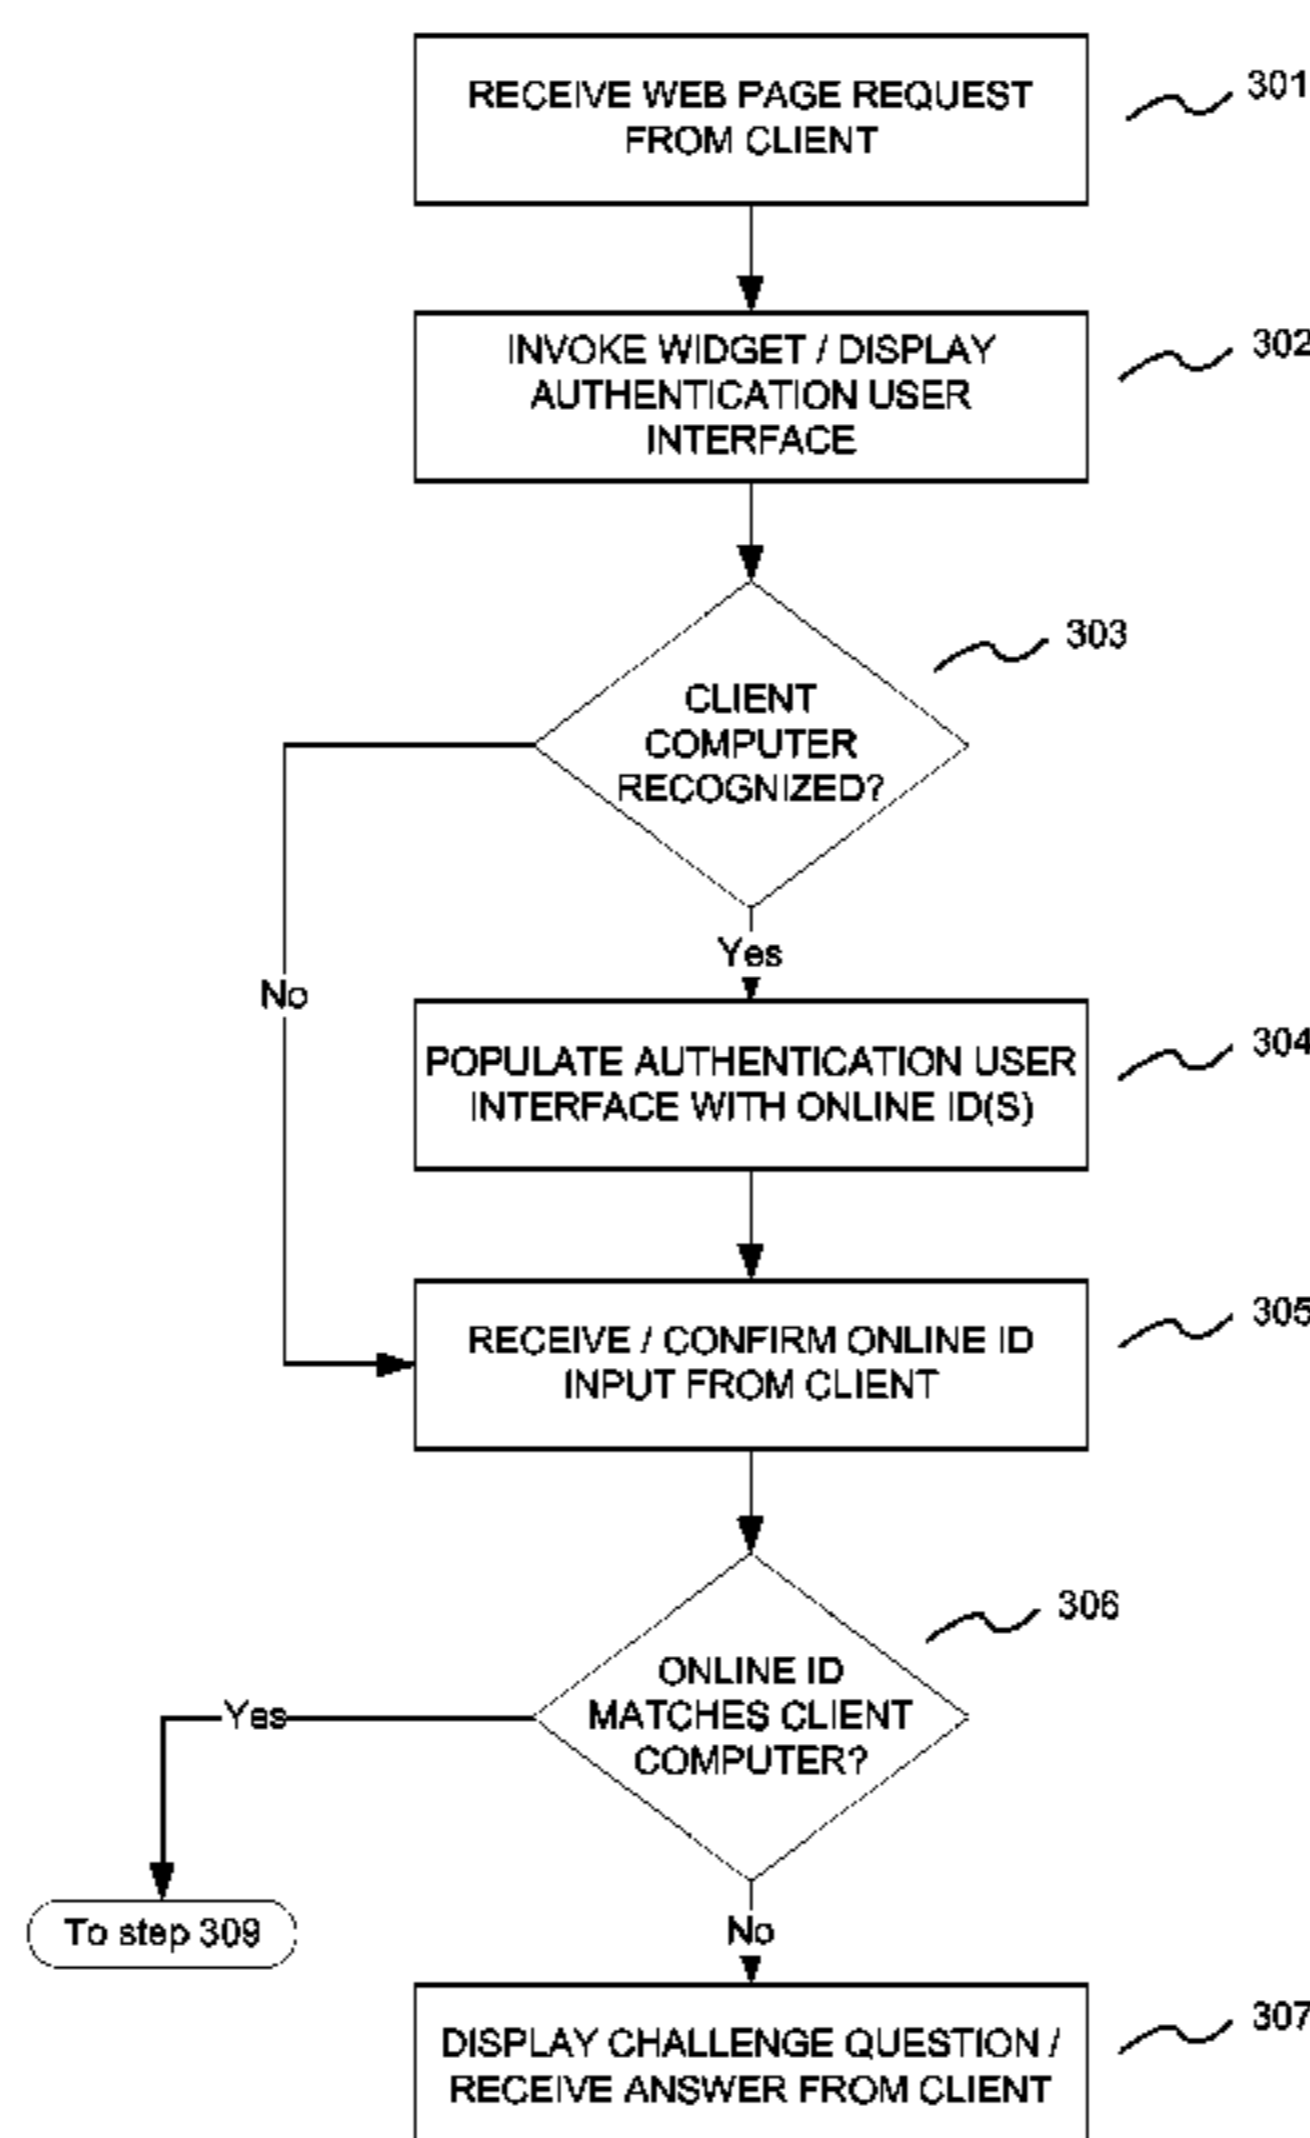 RECEIVE WEB PAGE REQUEST
FROM CLIENT
301
INVOKE WIDGET / DISPLAY
AUTHENTICATION USER
INTERFACE
302
303
CLIENT
COMPUTER
RECOGNIZED?
Yes
No
POPULATE AUTHENTICATION USER
INTERFACE WITH ONLINE ID(S)
304
RECEIVE / CONFIRM ONLINE ID
INPUT FROM CLIENT
305
306
ONLINE ID
MATCHES CLIENT
COMPUTER?
Yes
To step 309
No
DISPLAY CHALLENGE QUESTION /
RECEIVE ANSWER FROM CLIENT
307